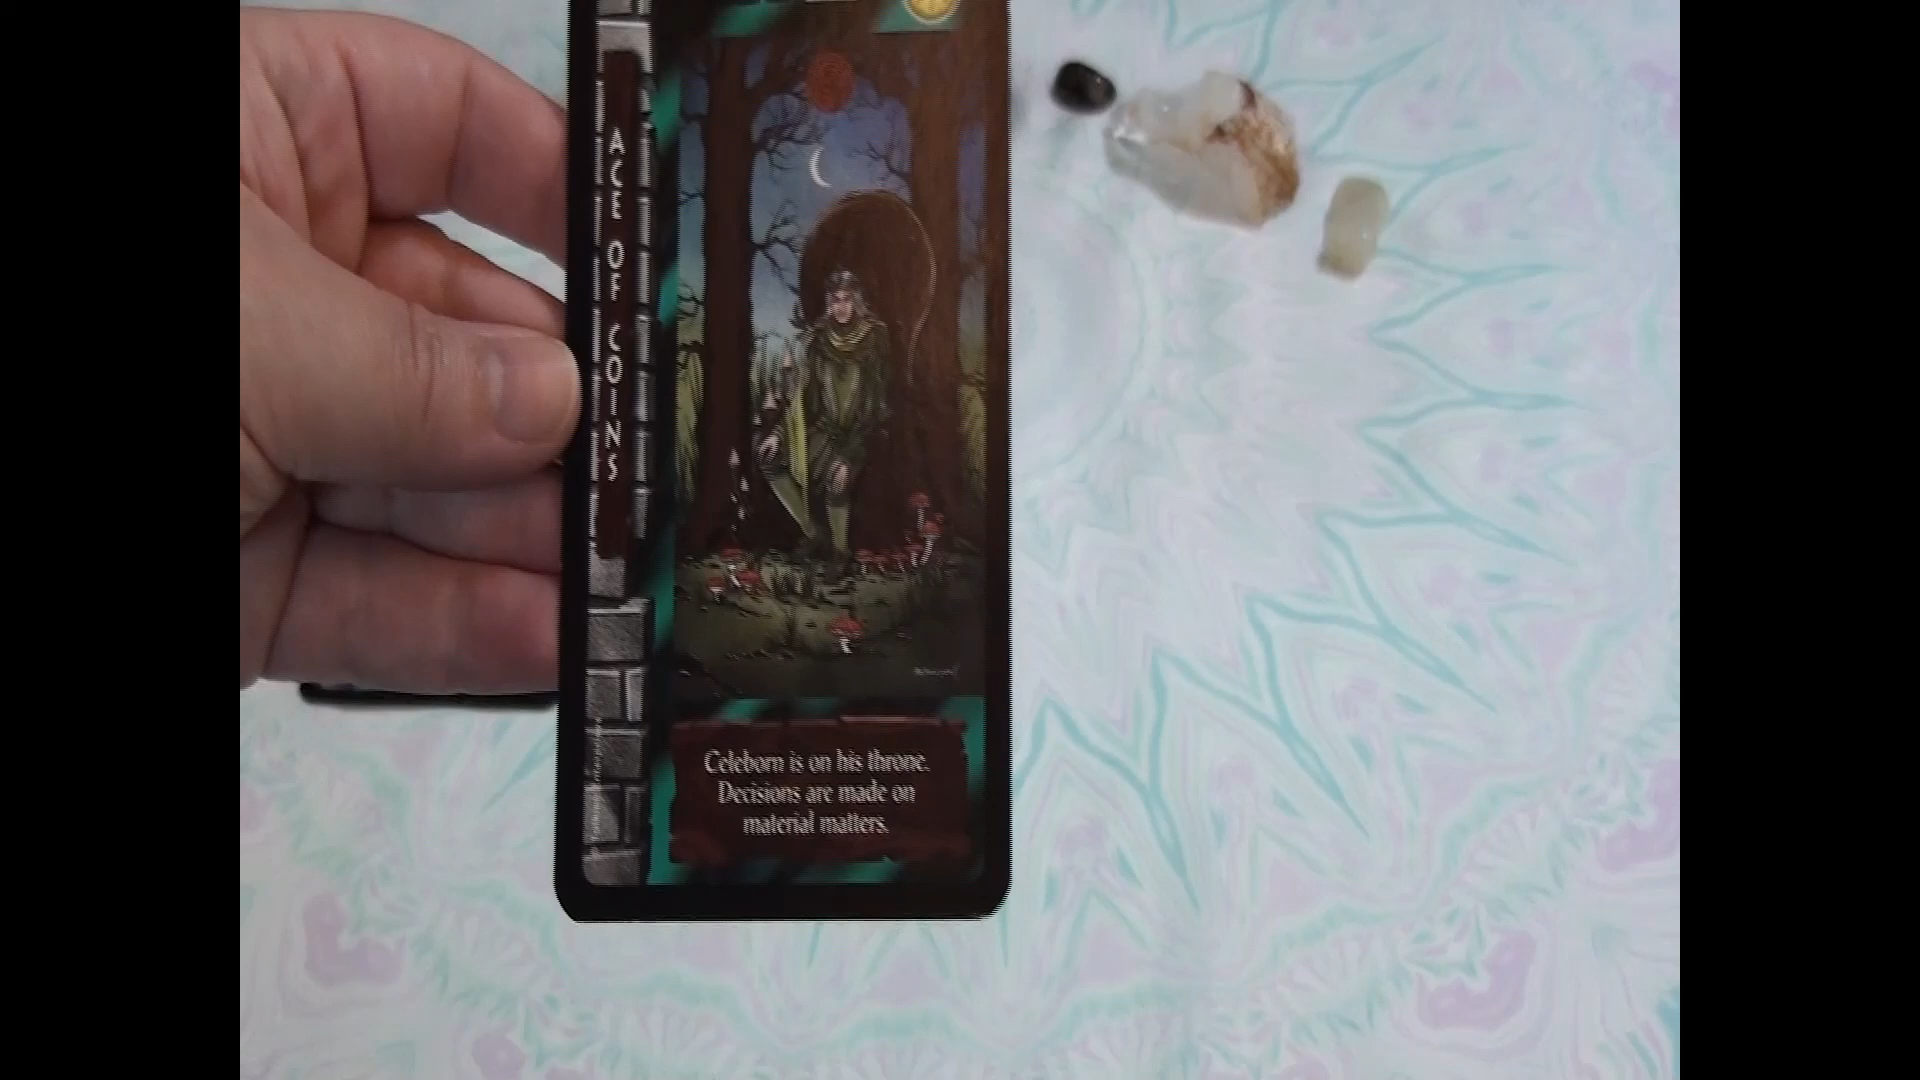 ACE OF COINS
Celeborn is on his throne.
Decisions are made on
material matters.